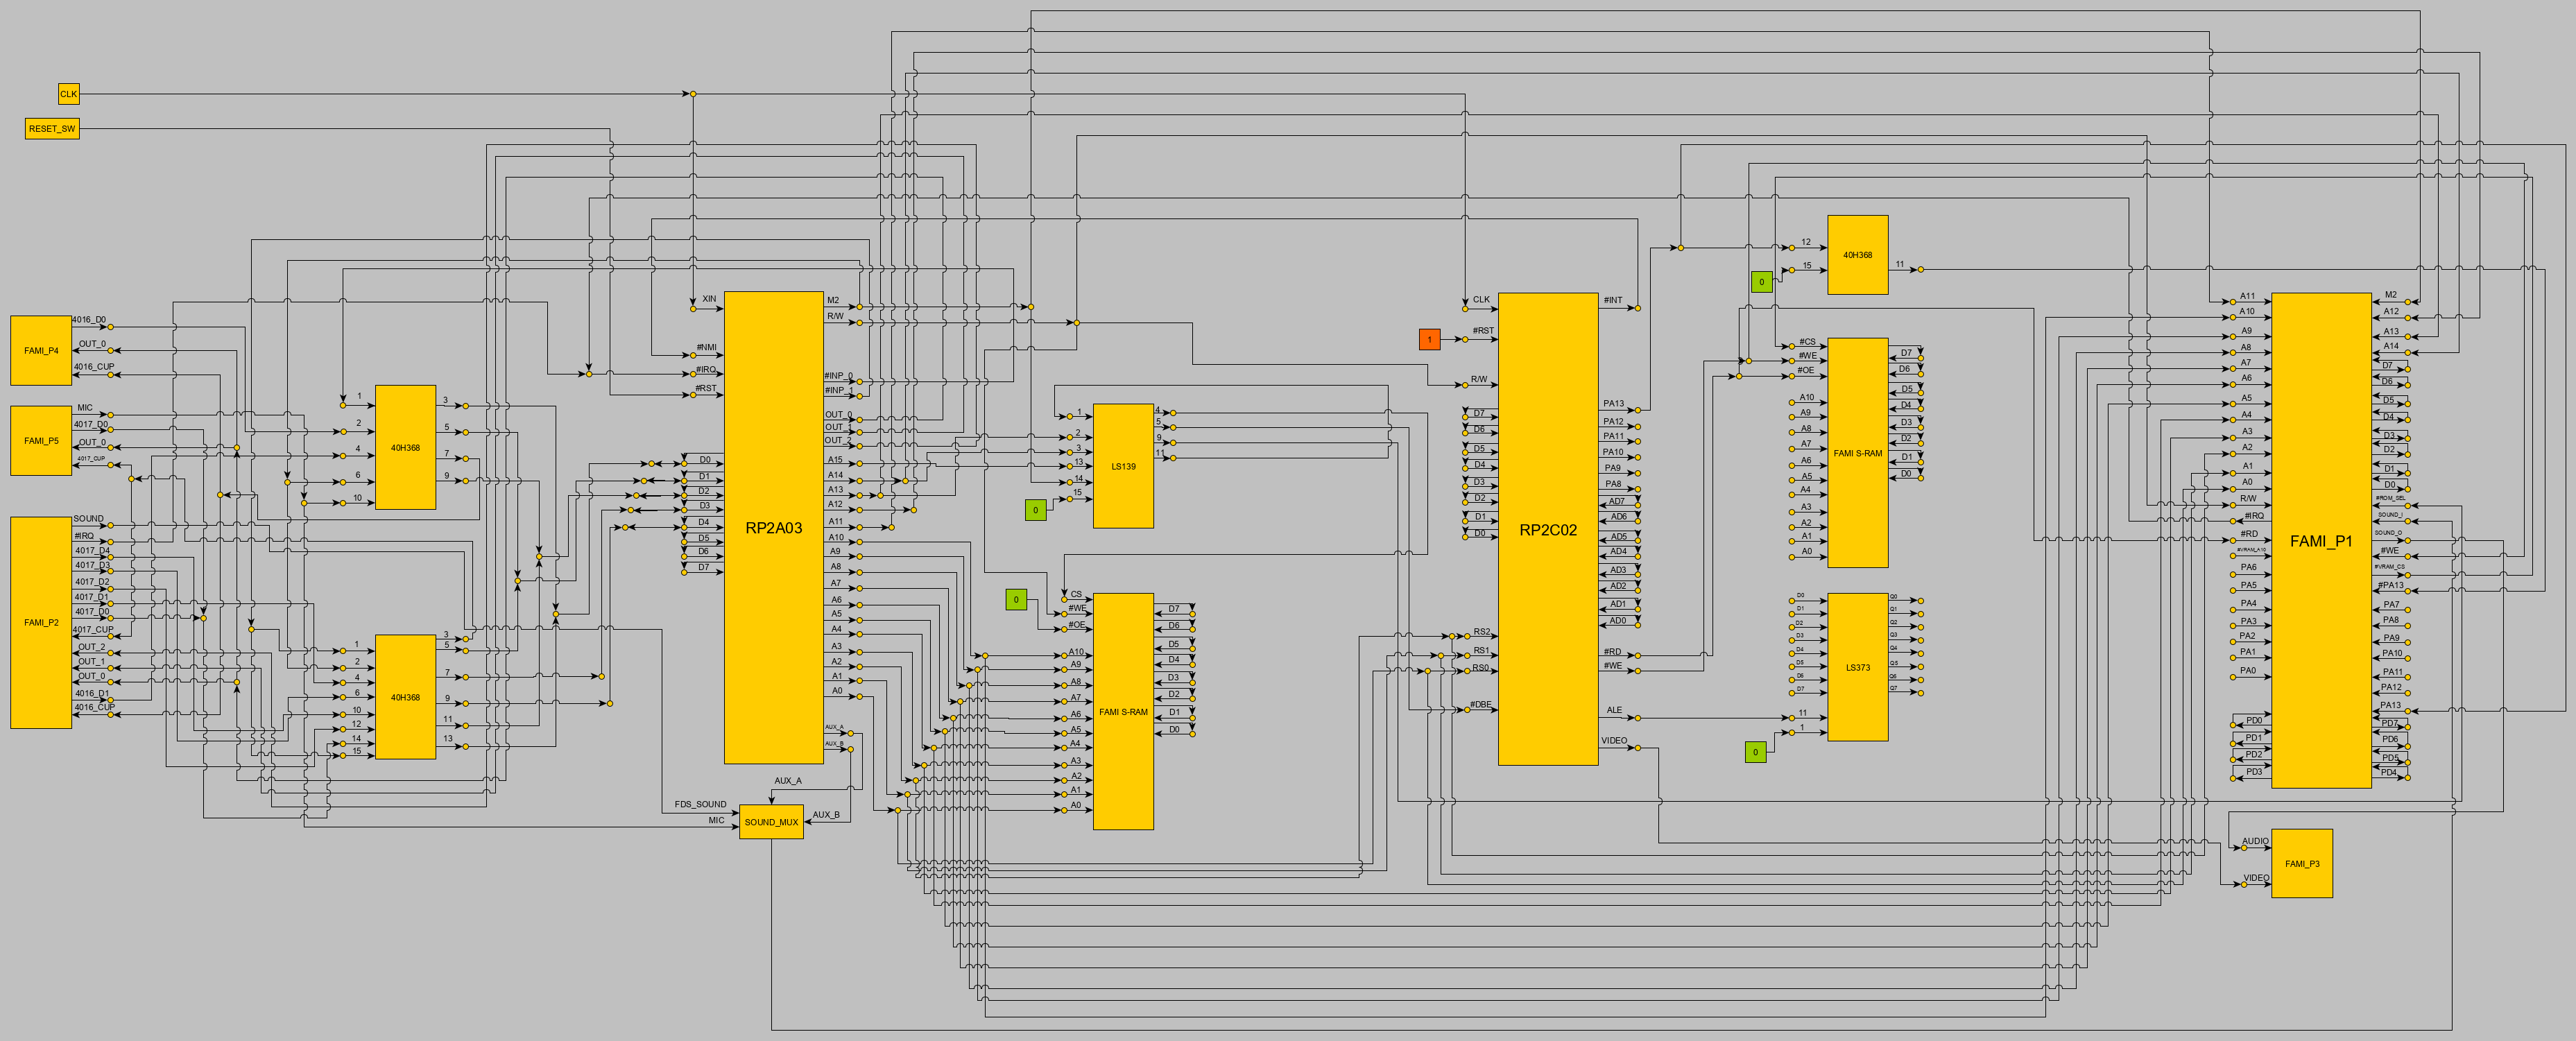 CLK
RESET_SW
FAMI_P4
4016_D0
OUT_0
4016_CUP
FAMI_P5
MIC
4017_D0
OUT_0
4017_CUP
FAMI_P2
SOUND
#IRQ
4017_D4
4017_D3
4017_D2
4017_D1
4017_D0
4017_CUP
OUT_2
OUT_1
OUT_0
4016_D1
4016_CUP
40H368
1
2
4
6
10
3
5
7
9
40H368
1
2
4
6
10
12
14
15
3
5
7
9
11
13
RP2A03
XIN
#NMI
#IRQ
#RST
D0
D1
D2
D3
D4
D5
D6
D7
M2
R/W
#INP_0
#INP_1
OUT_0
OUT_1
OUT_2
A15
A14
A13
A12
A11
A10
A9
A8
A7
A6
A5
A4
A3
A2
A1
A0
AUX_A
AUX_B
SOUND_MUX
AUX_A
FDS_SOUND
MIC
AUX_B
LS139
1
2
3
13
14
15
0
4
5
9
11
FAMI S-RAM
0
CS
#WE
#OE
A10
A9
A8
A7
A6
A5
A4
A3
A2
A1
A0
D7
D6
D5
D4
D3
D2
D1
D0
RP2C02
CLK
1
#RST
R/W
D7
D6
D5
D4
D3
D2
D1
D0
RS2
RS1
RS0
#DBE
#INT
PA13
PA12
PA11
PA10
PA9
PA8
AD7
AD6
AD5
AD4
AD3
AD2
AD1
AD0
#RD
#WE
ALE
VIDEO
40H368
12
15
0
11
FAMI S-RAM
#CS
#WE
#OE
A10
A9
A8
A7
A6
A5
A4
A3
A2
A1
A0
D7
D6
D5
D4
D3
D2
D1
D0
LS373
D0
D1
D2
D3
D4
D5
D6
D7
11
1
0
Q0
Q1
Q2
Q3
Q4
Q5
Q6
Q7
FAMI_P1
A11
A10
A9
A8
A7
A6
A5
A4
A3
A2
A1
A0
R/W
#IRQ
#RD
#VRAM_A10
PA6
PA5
PA4
PA3
PA2
PA1
PA0
PD0
PD1
PD2
PD3
M2
A12
A13
A14
D7
D6
D5
D4
D3
D2
D1
D0
#ROM_SEL
SOUND_I
SOUND_O
#WE
#VRAM_CS
#PA13
PA7
PA8
PA9
PA10
PA11
PA12
PA13
PD7
PD6
PD5
PD4
FAMI_P3
AUDIO
VIDEO